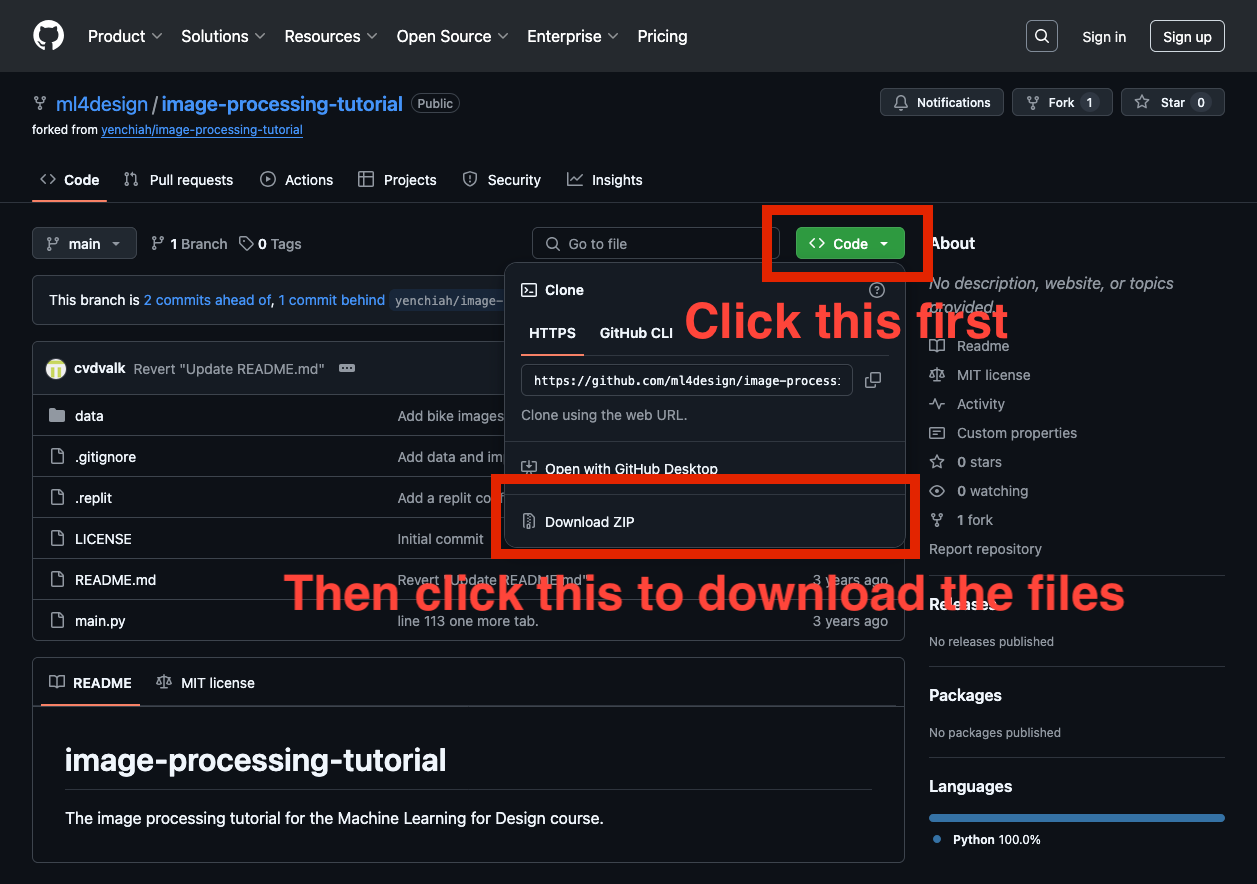 Product
Solutions
Resources
Open Source
Enterprise
Pricing
Sign in
Sign up
ml4design / image-processing-tutorial
Public
Notifications
Fork 1
Star 0
forked from yenchiah/image-processing-tutorial
Code
Pull requests
Actions
Projects
Security
Insights
main
1 Branch
0 Tags
Go to file
Code
This branch is 2 commits ahead of, 1 commit behind yenchiah/image-
cvdvalk Revert "Update README.md"
data
Add bike images
.gitignore
Add data and im
.replit
Add a replit co
LICENSE
Initial commit
README.md
Revert "Update README.md"
3 years ago
main.py
line 113 one more tab.
3 years ago
Clone
HTTPS
GitHub CLI
https://github.com/ml4design/image-process
Clone using the web URL.
Open with GitHub Desktop
Download ZIP
Click this first
Then click this to download the files
README
MIT license
image-processing-tutorial
The image processing tutorial for the Machine Learning for Design course.
About
No description, website, or topics
provided.
Readme
MIT license
Activity
Custom properties
0 stars
0 watching
1 fork
Report repository
Releases
No releases published
Packages
No packages published
Languages
Python 100.0%